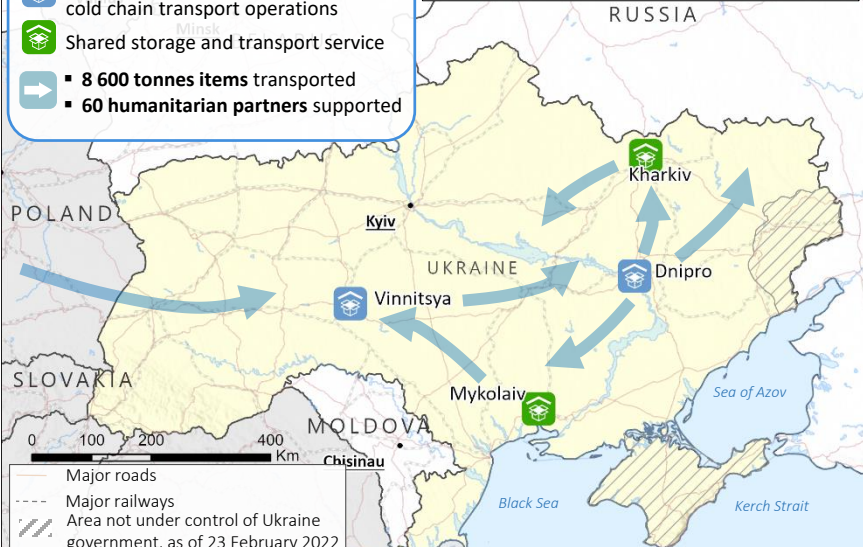 cold chain transport operations
Minsk
Shared storage and transport service
▪ 8 600 tonnes items transported
▪ 60 humanitarian partners supported
RUSSIA
Kharkiv
POLAND
Kyiv
UKRAINE
Dnipro
Vinnitsya
SLOVAKIA
Mykolaiv
Sea of Azov
MOLDOVA
0 100 200 400
Km
Chisinau
Major roads
Major railways
Area not under control of Ukraine
government, as of 23 February 2022
Black Sea
Kerch Strait